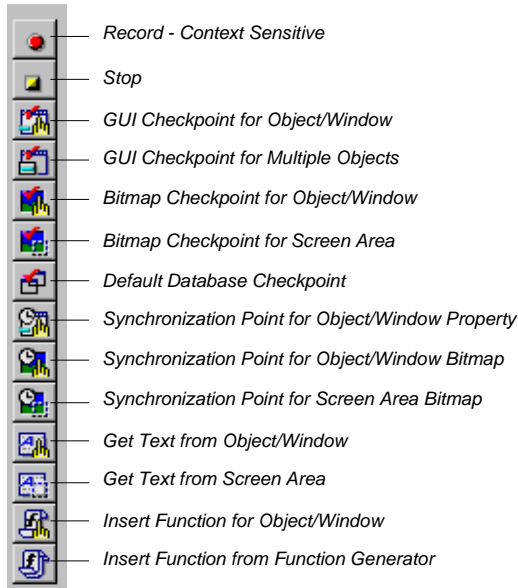 Record - Context Sensitive
Stop
GUI Checkpoint for Object/Window
GUI Checkpoint for Multiple Objects
Bitmap Checkpoint for Object/Window
Bitmap Checkpoint for Screen Area
Default Database Checkpoint
Synchronization Point for Object/Window Property
Synchronization Point for Object/Window Bitmap
Synchronization Point for Screen Area Bitmap
Get Text from Object/Window
Get Text from Screen Area
Insert Function for Object/Window
Insert Function from Function Generator